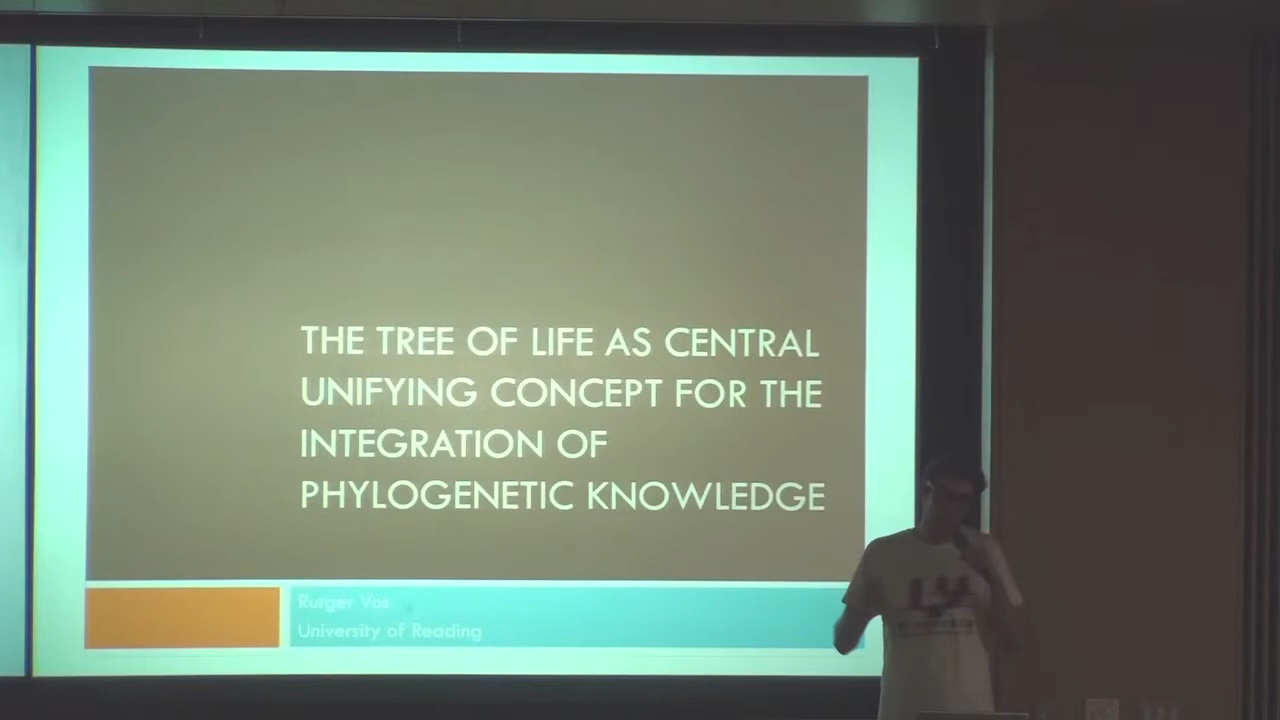 THE TREE OF LIFE AS CENTRAL
UNIFYING CONCEPT FOR THE
INTEGRATION OF
PHYLOGENETIC KNOWLEDGE
Rutger Vos
University of Reading